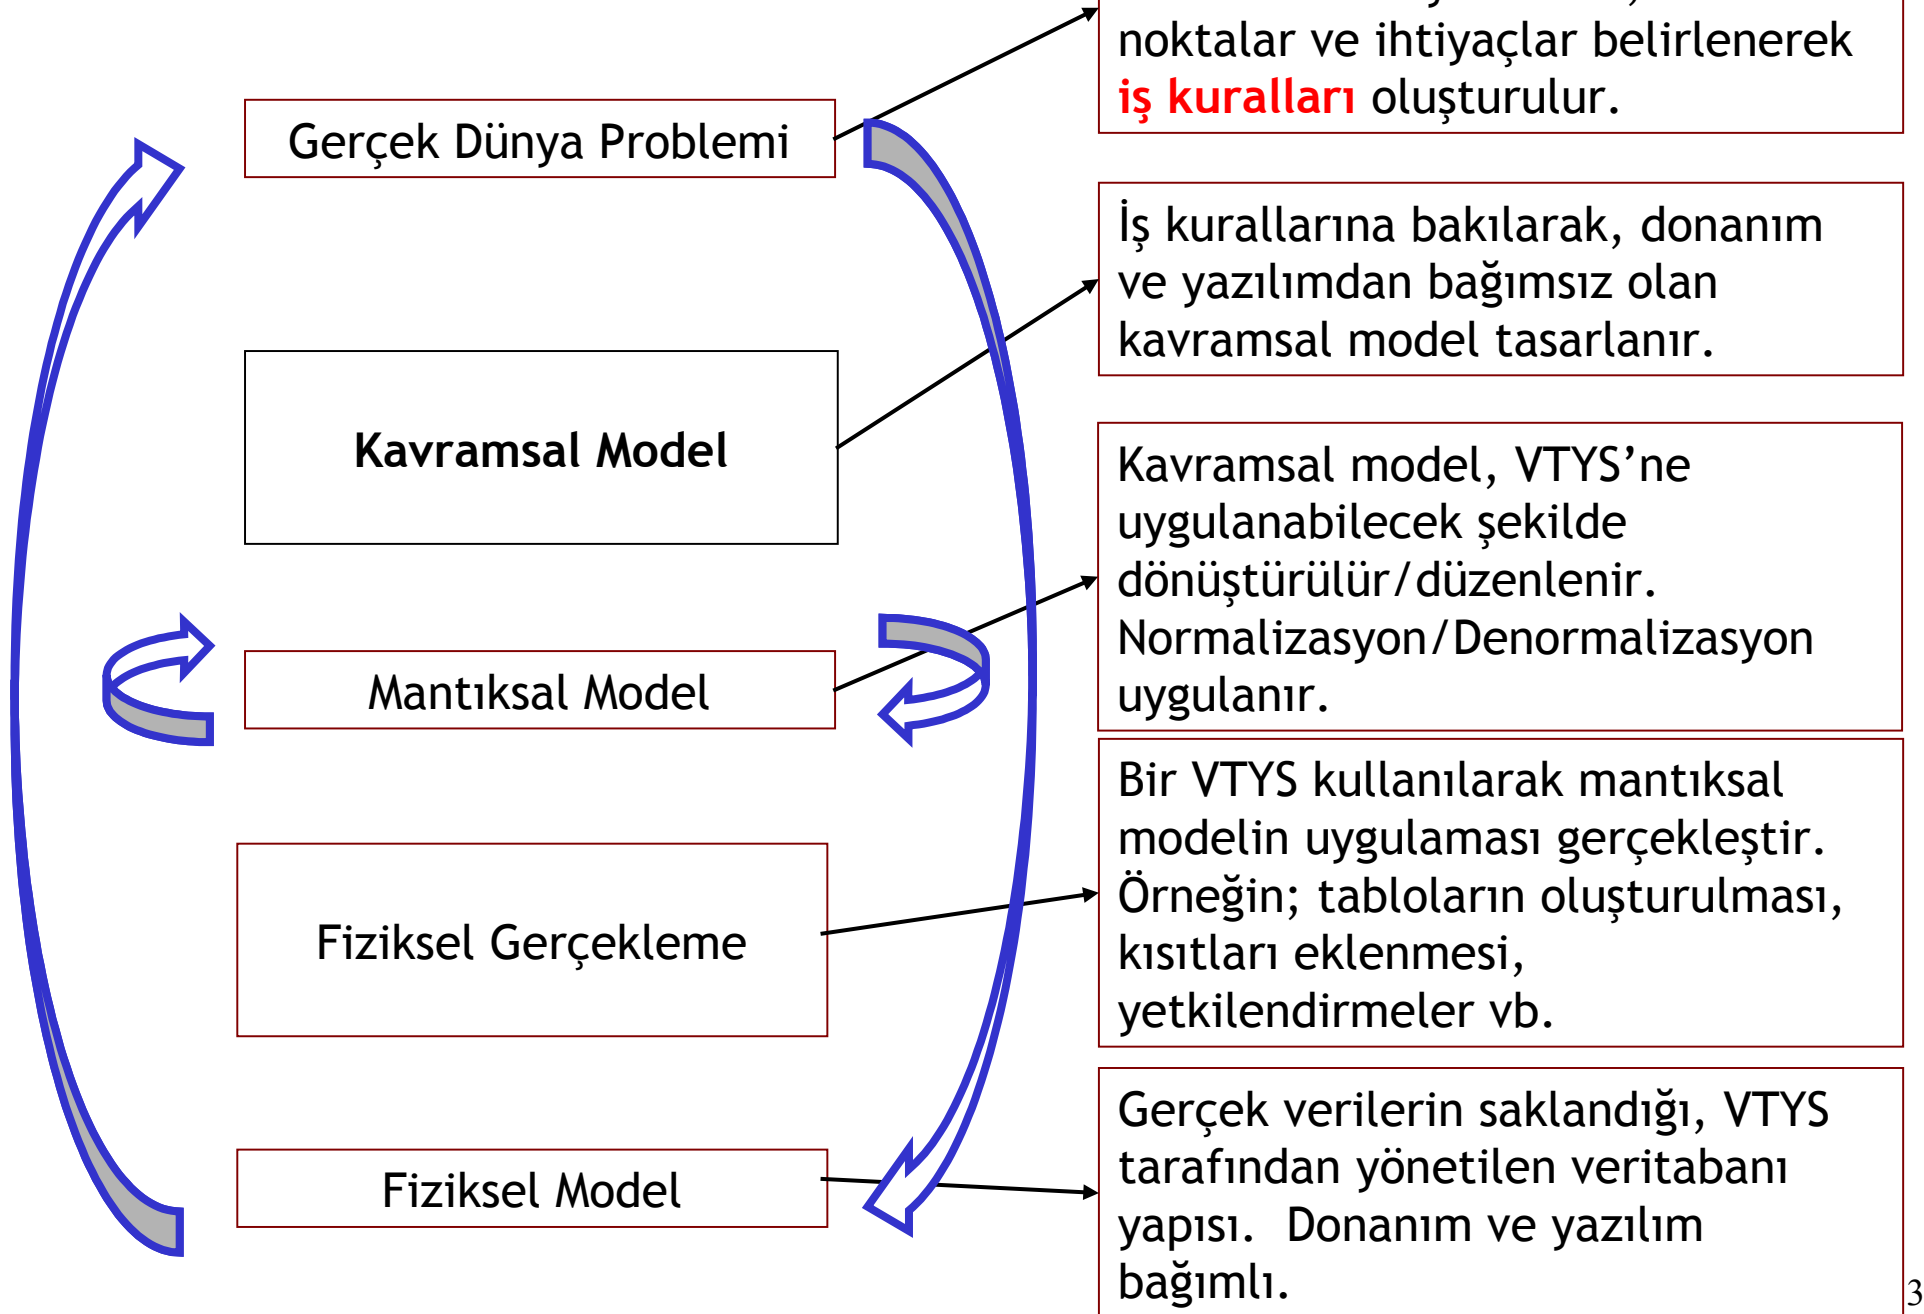 noktalar ve ihtiyaçlar belirlenerek
iş kuralları oluşturulur.
Gerçek Dünya Problemi
İş kurallarına bakılarak, donanım
ve yazılımdan bağımsız olan
kavramsal model tasarlanır.
Kavramsal Model
Kavramsal model, VTYS’ne
uygulanabilecek şekilde
dönüştürülür/düzenlenir.
Normalizasyon/Denormalizasyon
uygulanır.
Mantıksal Model
Bir VTYS kullanılarak mantıksal
modelin uygulaması gerçekleştir.
Örneğin; tabloların oluşturulması,
kısıtları eklenmesi,
yetkilendirmeler vb.
Fiziksel Gerçekleme
Gerçek verilerin saklandığı, VTYS
tarafından yönetilen veritabanı
yapısı.  Donanım ve yazılım
bağımlı.
Fiziksel Model
3